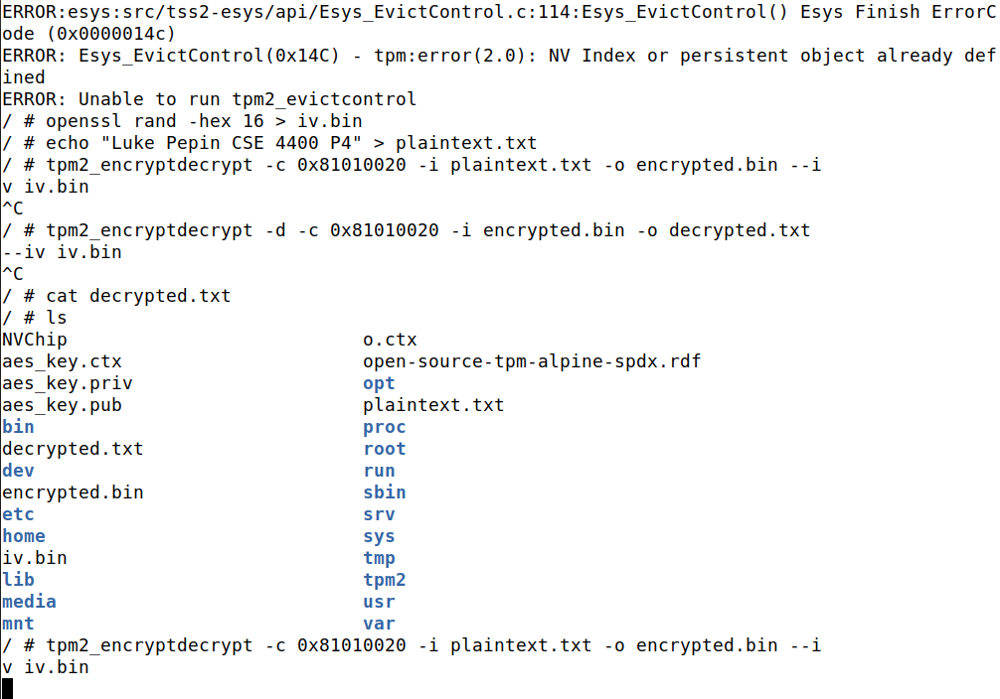 ERROR:esys:src/tss2-esys/api/Esys_EvictControl.c:114:Esys_EvictControl() Esys Finish ErrorC
ode (0x0000014c)
ERROR: Esys_EvictControl(0x14C) - tpm:error(2.0): NV Index or persistent object already def
ined
ERROR: Unable to run tpm2_evictcontrol
/ # openssl rand -hex 16 > iv.bin
/ # echo "Luke Pepin CSE 4400 P4" > plaintext.txt
/ # tpm2_encryptdecrypt -c 0x81010020 -i plaintext.txt -o encrypted.bin --i
v iv.bin
^C
/ # tpm2_encryptdecrypt -d -c 0x81010020 -i encrypted.bin -o decrypted.txt
--iv iv.bin
^C
/ # cat decrypted.txt
/ # ls
NVChip o.ctx
aes_key.ctx open-source-tpm-alpine-spdx.rdf
aes_key.priv opt
aes_key.pub plaintext.txt
bin proc
decrypted.txt root
dev run
encrypted.bin sbin
etc srv
home sys
iv.bin tmp
lib tpm2
media usr
mnt var
/ # tpm2_encryptdecrypt -c 0x81010020 -i plaintext.txt -o encrypted.bin --i
v iv.bin